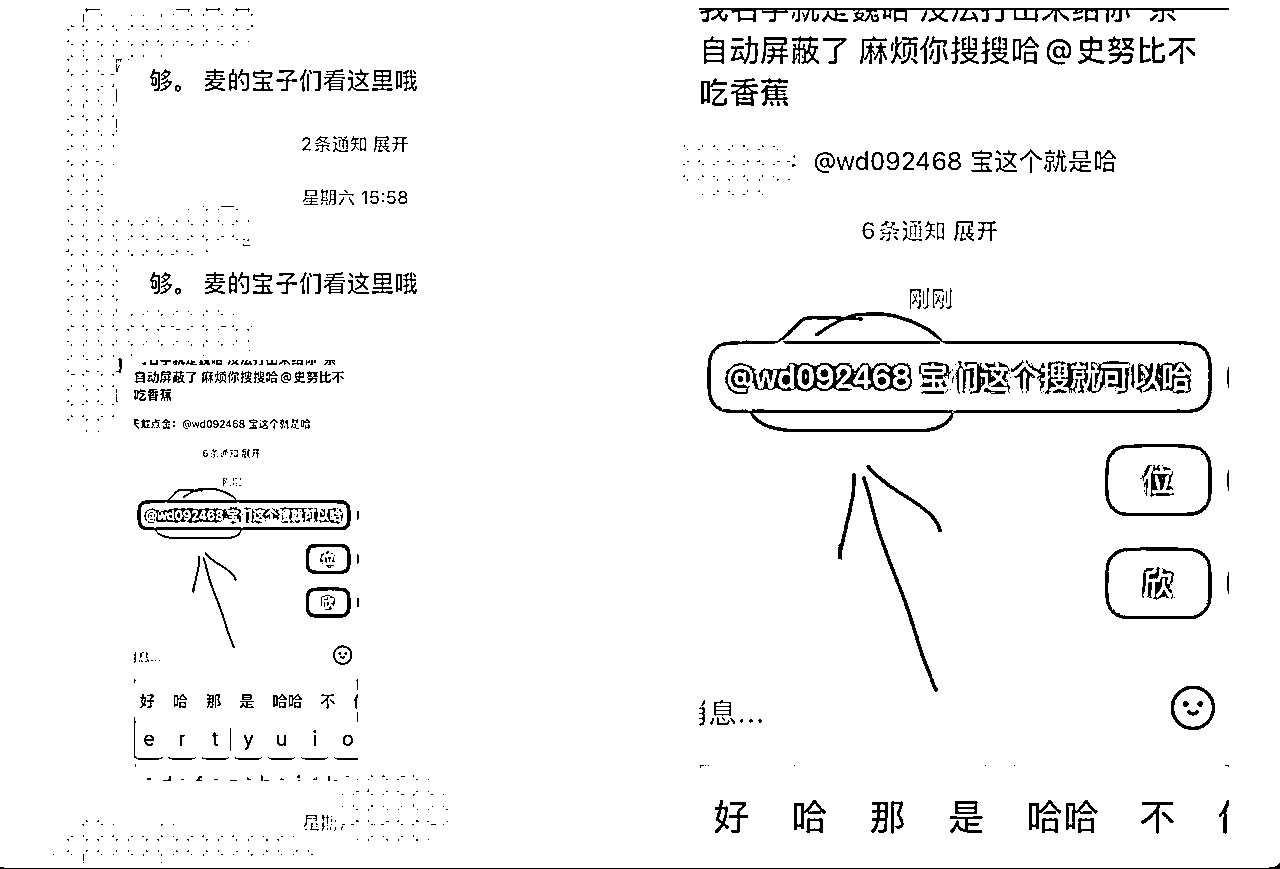 够。 麦的宝子们看这里哦
2条通知 展开
星期六 15:58
够。 麦的宝子们看这里哦
自动屏蔽了 麻烦你搜搜哈@史努比不
吃香蕉
@wd092468 宝这个就是哈
6条通知 展开
刚刚
@wd092468 宝们这个搜就可以哈
位
欣
息...
好 哈 那 是 哈哈 不
e r t y u i o
星期
我名字就是魏哈 没法打出来给你 系
自动屏蔽了 麻烦你搜搜哈@史努比不
吃香蕉
: @wd092468 宝这个就是哈
6条通知 展开
刚刚
@wd092468 宝们这个搜就可以哈
位
欣
消息...
好 哈 那 是 哈哈 不